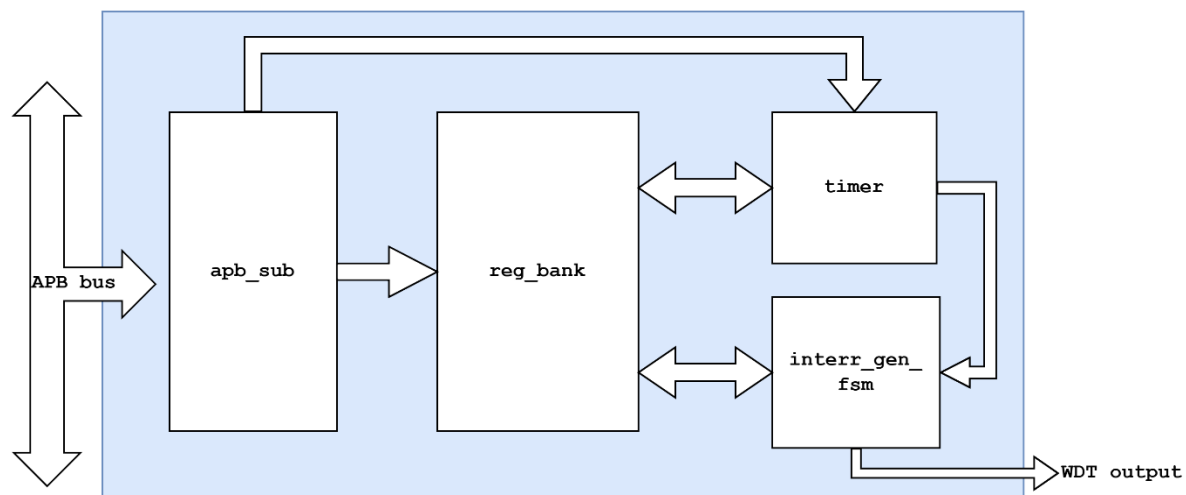 timer
APB bus
apb_sub
reg_bank
interr_gen_
fsm
WDT output